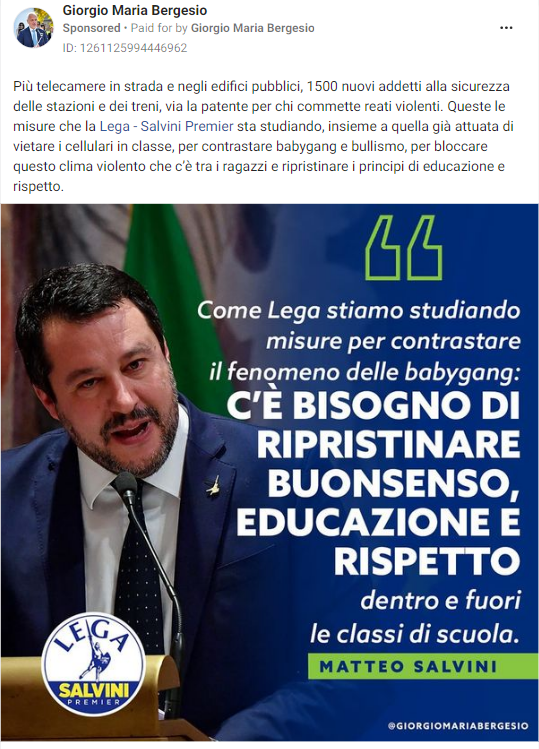 Giorgio Maria Bergesio
Sponsored • Paid for by Giorgio Maria Bergesio
ID: 1261125994446962
Più telecamere in strada e negli edifici pubblici, 1500 nuovi addetti alla sicurezza
delle stazioni e dei treni, via la patente per chi commette reati violenti. Queste le
misure che la Lega - Salvini Premier sta studiando, insieme a quella già attuata di
vietare i cellulari in classe, per contrastare babygang e bullismo, per bloccare
questo clima violento che c’è tra i ragazzi e ripristinare i principi di educazione e
rispetto.
Come Lega stiamo studiando
misure per contrastare
il fenomeno delle babygang:
C’È BISOGNO DI
RIPRISTINARE
BUONSENSO,
EDUCAZIONE E
RISPETTO
dentro e fuori
le classi di scuola.
MATTEO SALVINI
LEGA
SALVINI
PREMIER
@GIORGIOMARIABERGESIO